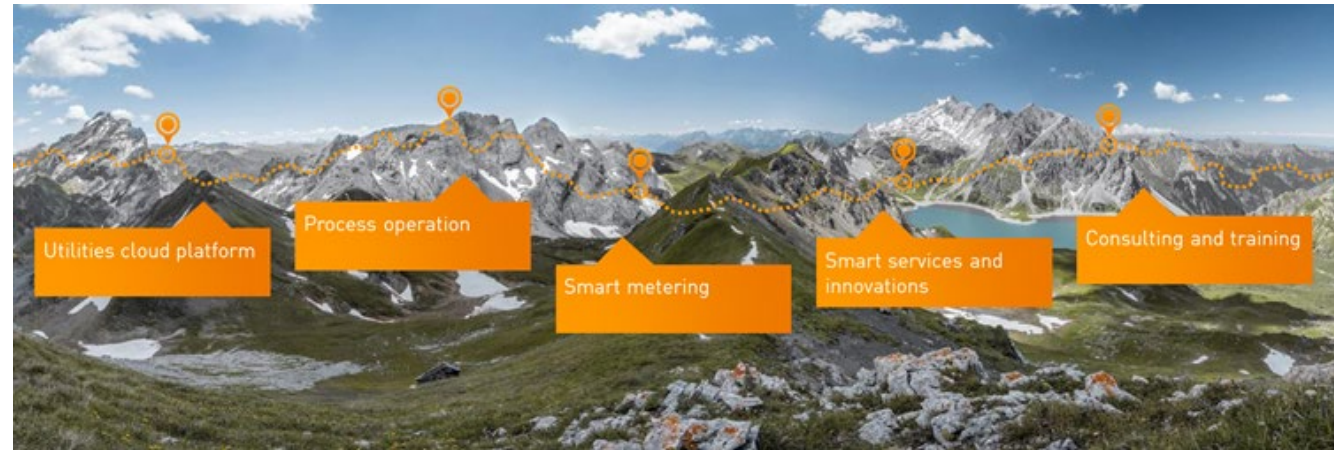 Utilities cloud platform
Process operation
Smart metering
Smart services and
innovations
Consulting and training